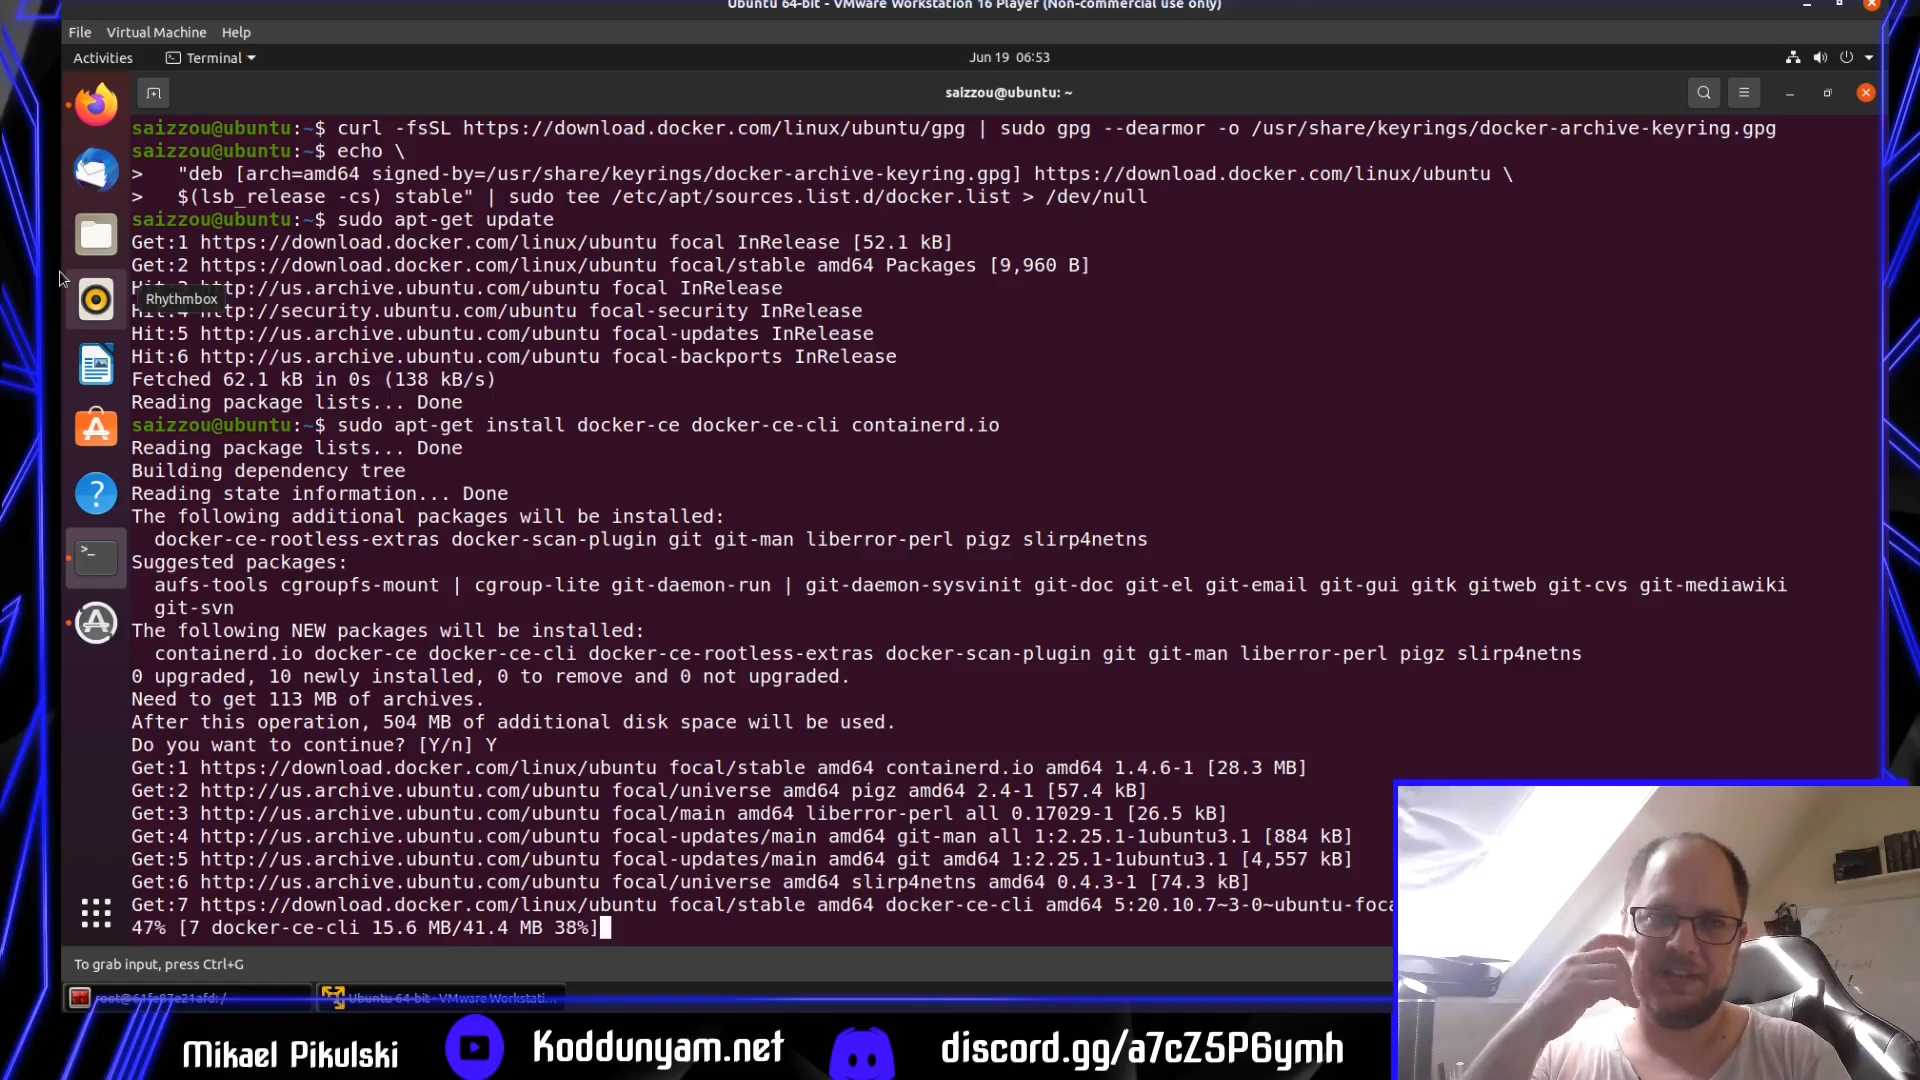 Ubuntu 64-bit - VMware Workstation 16 Player (Non-commercial use only)
File Virtual Machine Help
Activities Terminal Jun 19 06:53
saizzou@ubuntu: ~
saizzou@ubuntu:~$ curl -fsSL https://download.docker.com/linux/ubuntu/gpg | sudo gpg --dearmor -o /usr/share/keyrings/docker-archive-keyring.gpg
saizzou@ubuntu:~$ echo \
> "deb [arch=amd64 signed-by=/usr/share/keyrings/docker-archive-keyring.gpg] https://download.docker.com/linux/ubuntu \
> $(lsb_release -cs) stable" | sudo tee /etc/apt/sources.list.d/docker.list > /dev/null
saizzou@ubuntu:~$ sudo apt-get update
Get:1 https://download.docker.com/linux/ubuntu focal InRelease [52.1 kB]
Get:2 https://download.docker.com/linux/ubuntu focal/stable amd64 Packages [9,960 B]
tp://us.archive.ubuntu.com/ubuntu focal InRelease
Rhythmbox
Hit:4 http://security.ubuntu.com/ubuntu focal-security InRelease
Hit:5 http://us.archive.ubuntu.com/ubuntu focal-updates InRelease
Hit:6 http://us.archive.ubuntu.com/ubuntu focal-backports InRelease
Fetched 62.1 kB in 0s (138 kB/s)
Reading package lists... Done
saizzou@ubuntu:~$ sudo apt-get install docker-ce docker-ce-cli containerd.io
Reading package lists... Done
Building dependency tree
Reading state information... Done
The following additional packages will be installed:
docker-ce-rootless-extras docker-scan-plugin git git-man liberror-perl pigz slirp4netns
Suggested packages:
aufs-tools cgroupfs-mount | cgroup-lite git-daemon-run | git-daemon-sysvinit git-doc git-el git-email git-gui gitk gitweb git-cvs git-mediawiki
git-svn
The following NEW packages will be installed:
containerd.io docker-ce docker-ce-cli docker-ce-rootless-extras docker-scan-plugin git git-man liberror-perl pigz slirp4netns
0 upgraded, 10 newly installed, 0 to remove and 0 not upgraded.
Need to get 113 MB of archives.
After this operation, 504 MB of additional disk space will be used.
Do you want to continue? [Y/n] Y
Get:1 https://download.docker.com/linux/ubuntu focal/stable amd64 containerd.io amd64 1.4.6-1 [28.3 MB]
Get:2 http://us.archive.ubuntu.com/ubuntu focal/universe amd64 pigz amd64 2.4-1 [57.4 kB]
Get:3 http://us.archive.ubuntu.com/ubuntu focal/main amd64 liberror-perl all 0.17029-1 [26.5 kB]
Get:4 http://us.archive.ubuntu.com/ubuntu focal-updates/main amd64 git-man all 1:2.25.1-1ubuntu3.1 [884 kB]
Get:5 http://us.archive.ubuntu.com/ubuntu focal-updates/main amd64 git amd64 1:2.25.1-1ubuntu3.1 [4,557 kB]
Get:6 http://us.archive.ubuntu.com/ubuntu focal/universe amd64 slirp4netns amd64 0.4.3-1 [74.3 kB]
Get:7 https://download.docker.com/linux/ubuntu focal/stable amd64 docker-ce-cli amd64 5:20.10.7~3-0~ubuntu-foca
47% [7 docker-ce-cli 15.6 MB/41.4 MB 38%]
To grab input, press Ctrl+G
root@61fe87e21afd: /
Ubuntu 64-bit - VMware Workstati...
Mikael Pikulski Koddunyam.net discord.gg/a7cZ5P6ymh